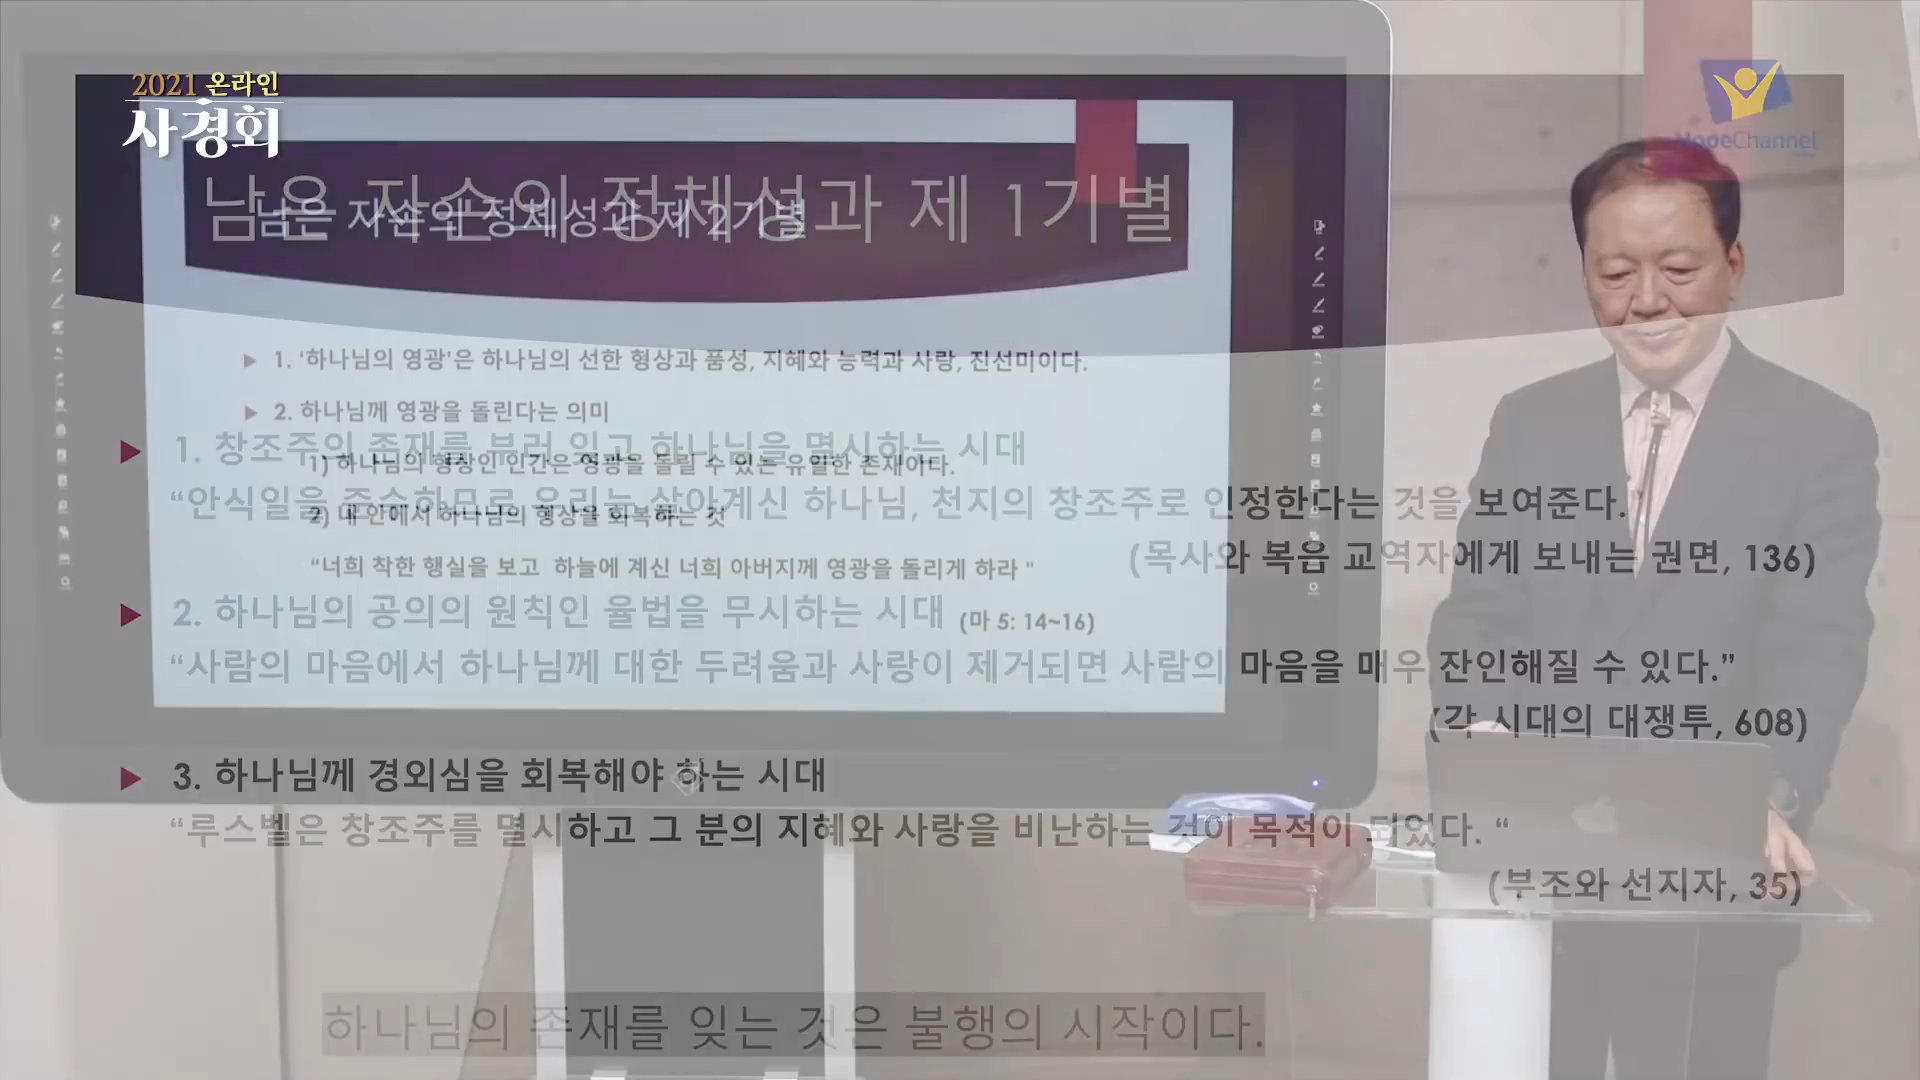 2021 온라인
사경회
HopeChannel
남은 자손의 정체성과 제 1기별
남은 자손의 정체성과 제 2기별
1. '하나님의 영광'은 하나님의 선한 형상과 품성, 지혜와 능력과 사랑, 진선미이다.
2. 하나님께 영광을 돌린다는 의미
1. 창조주의 존재를 부러 잊고 하나님을 멸시하는 시대
1) 하나님의 형상인 인간은 영광을 돌릴 수 있는 유일한 존재이다.
“안식일을 준수하므로 우리는 살아계신 하나님, 천지의 창조주로 인정한다는 것을 보여준다.
2) 내 안에서 하나님의 형상을 회복하는 것
(목사와 복음 교역자에게 보내는 권면, 136)
"너희 착한 행실을 보고 하늘에 계신 너희 아버지께 영광을 돌리게 하라 "
2. 하나님의 공의의 원칙인 율법을 무시하는 시대
(마 5: 14~16)
“사람의 마음에서 하나님께 대한 두려움과 사랑이 제거되면 사람의 마음을 매우 잔인해질 수 있다.”
(각 시대의 대쟁투, 608)
3. 하나님께 경외심을 회복해야 하는 시대
“루스벨은 창조주를 멸시하고 그 분의 지혜와 사랑을 비난하는 것이 목적이 되었다. “
(부조와 선지자, 35)
하나님의 존재를 잊는 것은 불행의 시작이다.